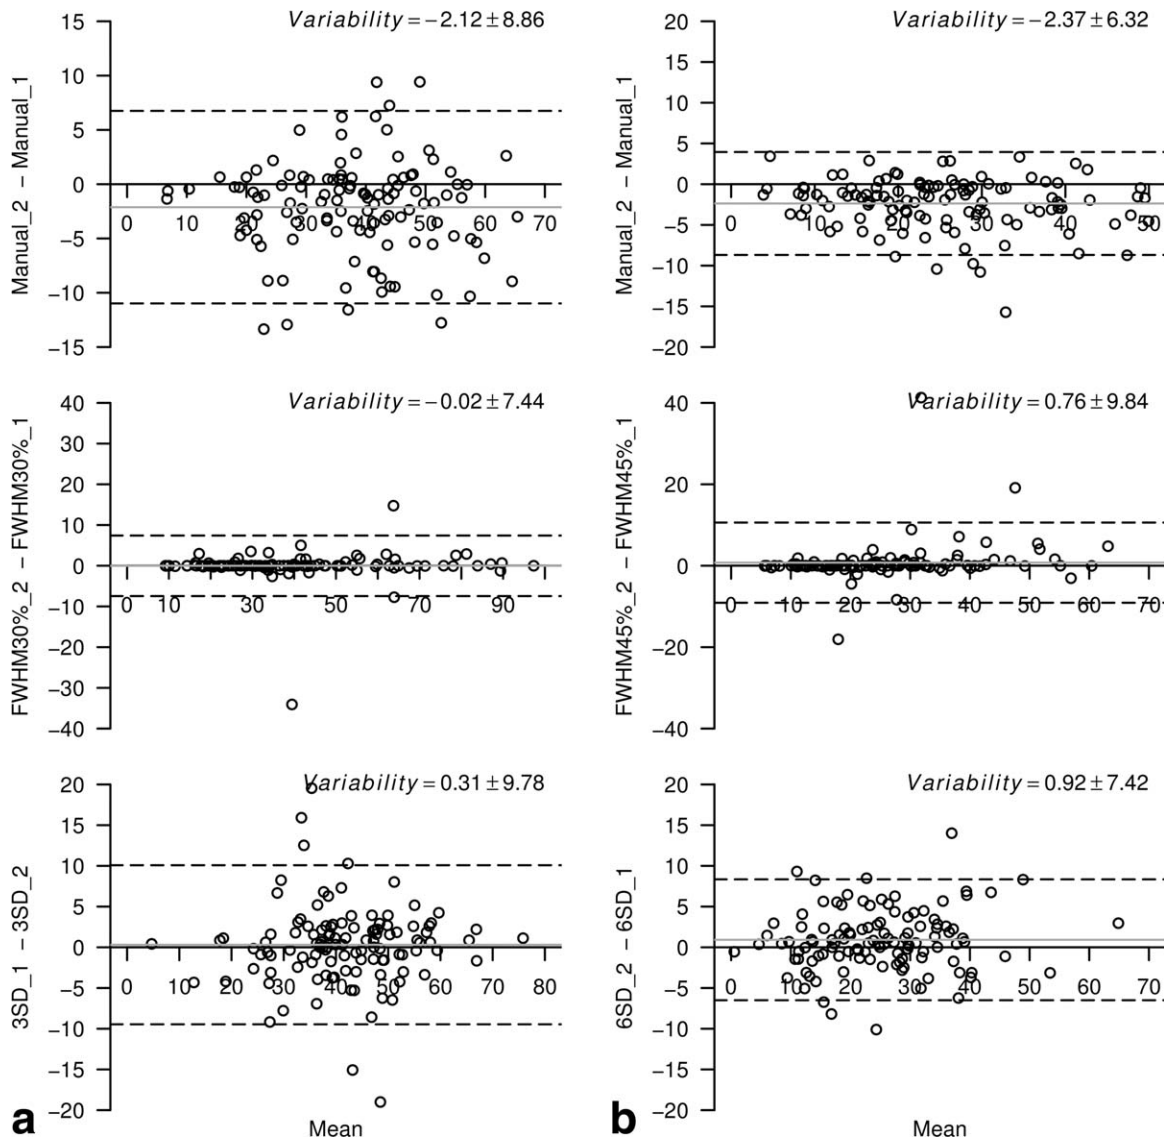 Variability = −2.12 ± 8.86
Manual_2 − Manual_1
15
10
5
0
−5
−10
−15
0 10 20 30 40 50 60 70
Variability = −2.37 ± 6.32
Manual_2 − Manual_1
20
15
10
5
0
−5
−10
−15
−20
0 10 20 30 40 50
Variability = −0.02 ± 7.44
FWHM30%_2 − FWHM30%_1
40
30
20
10
0
−10
−20
−30
−40
0 10 30 50 70 90
Variability = 0.76 ± 9.84
FWHM45%_2 − FWHM45%_1
40
20
0
−20
−40
0 10 20 30 40 50 60 70
Variability = 0.31 ± 9.78
3SD_1 − 3SD_2
20
15
10
5
0
−5
−10
−15
−20
0 10 20 30 40 50 60 70 80
Variability = 0.92 ± 7.42
6SD_2 − 6SD_1
20
15
10
5
0
−5
−10
−15
−20
0 10 20 30 40 50 60 70
a
Mean
b
Mean